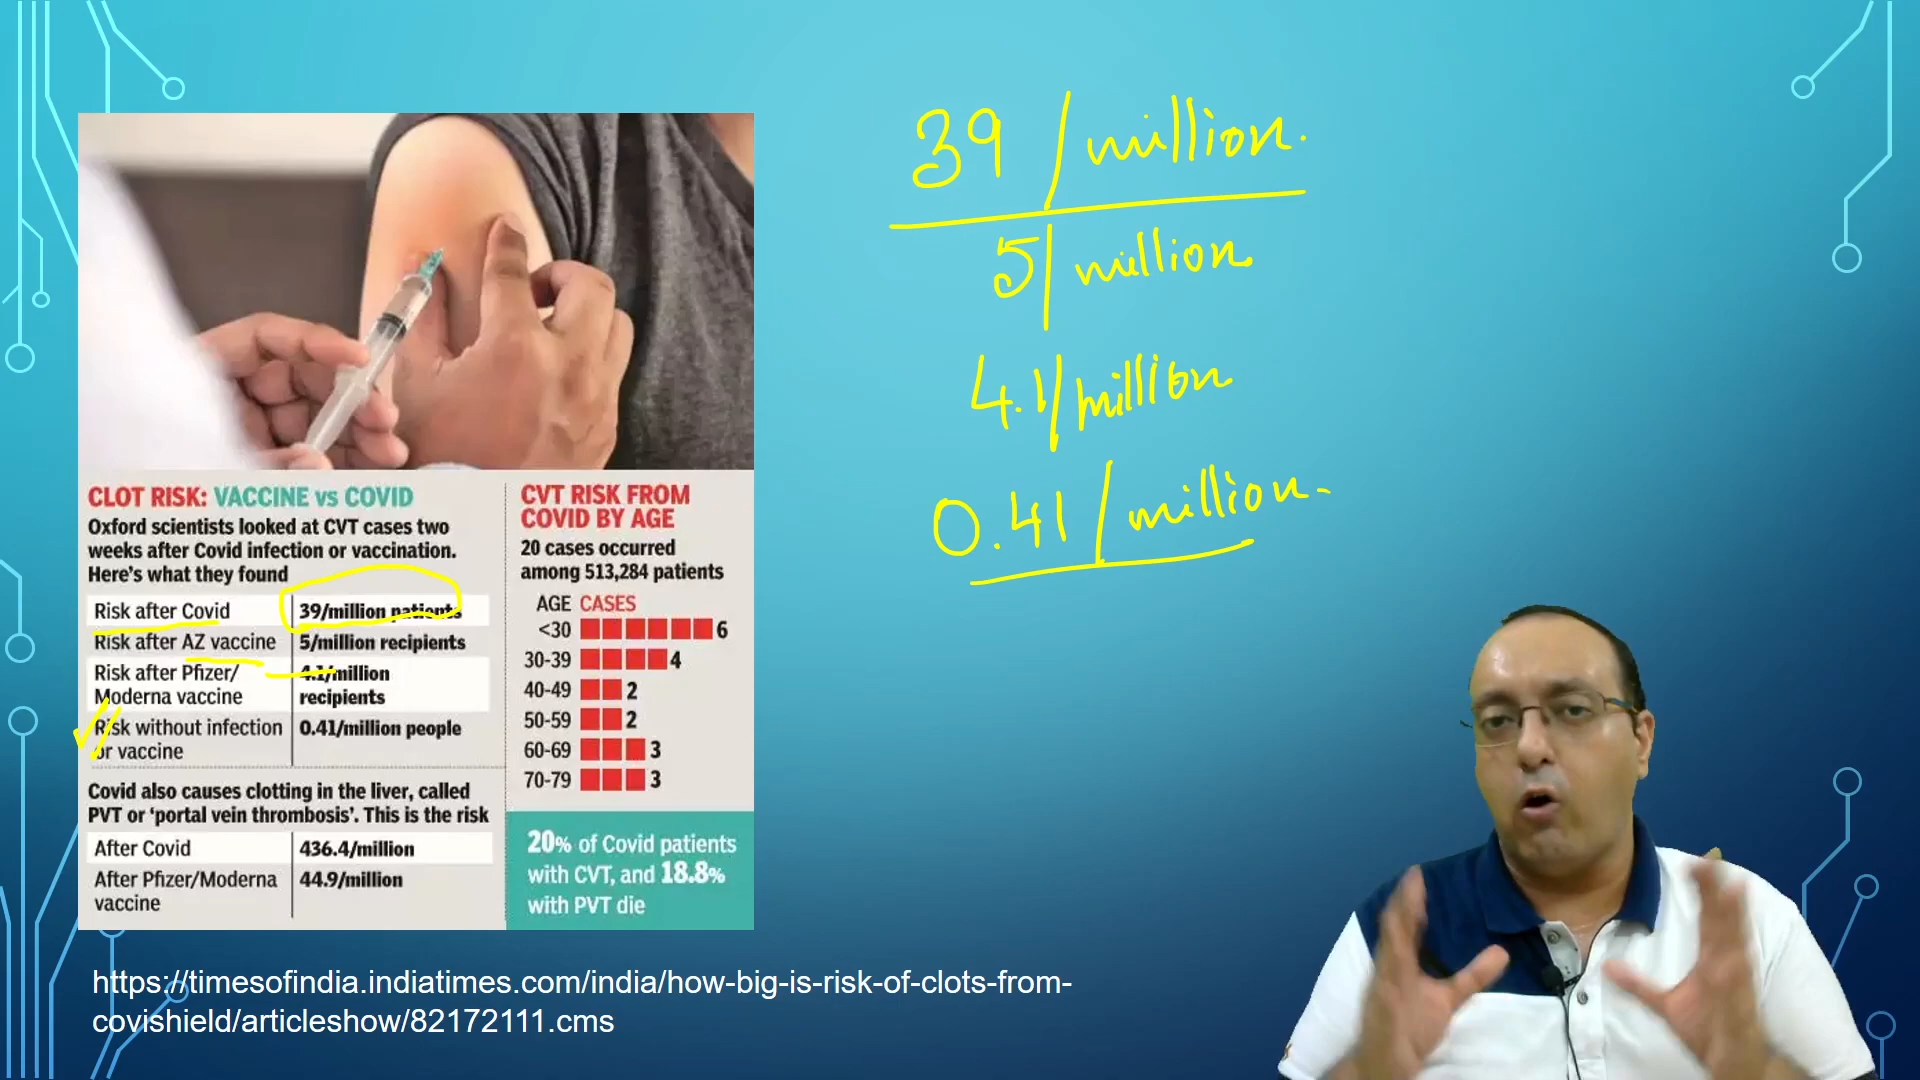 39/million.
5/million
4.1/million
0.41/million.
CLOT RISK: VACCINE vs COVID
Oxford scientists looked at CVT cases two
weeks after Covid infection or vaccination.
Here's what they found
Risk after Covid 39/million patients
Risk after AZ vaccine 5/million recipients
Risk after Pfizer/ 4.1/million
Moderna vaccine recipients
Risk without infection 0.41/million people
or vaccine
Covid also causes clotting in the liver, called
PVT or 'portal vein thrombosis'. This is the risk
After Covid 436.4/million
After Pfizer/Moderna 44.9/million
vaccine
CVT RISK FROM
COVID BY AGE
20 cases occurred
among 513,284 patients
AGE CASES
<30 6
30-39 4
40-49 2
50-59 2
60-69 3
70-79 3
20% of Covid patients
with CVT, and 18.8%
with PVT die
https://timesofindia.indiatimes.com/india/how-big-is-risk-of-clots-from-
covishield/articleshow/82172111.cms